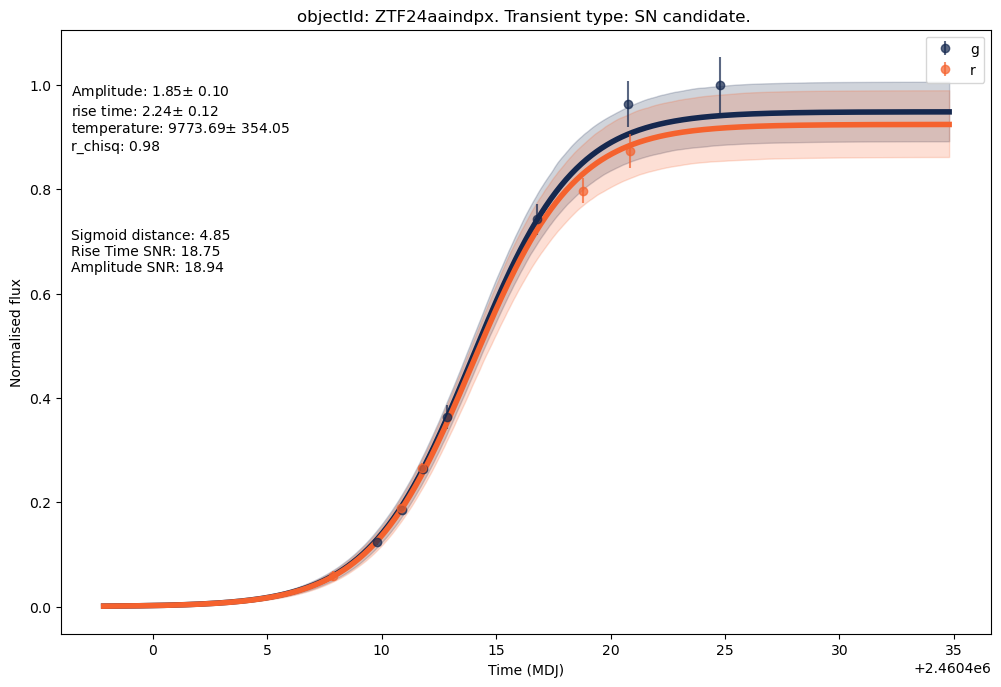 objectId: ZTF24aaindpx. Transient type: SN candidate.
g
r
Amplitude: 1.85± 0.10
rise time: 2.24± 0.12
temperature: 9773.69± 354.05
r_chisq: 0.98
Sigmoid distance: 4.85
Rise Time SNR: 18.75
Amplitude SNR: 18.94
Normalised flux
1.0
0.8
0.6
0.4
0.2
0.0
0 5 10 15 20 25 30 35
Time (MDJ)
+2.4604e6